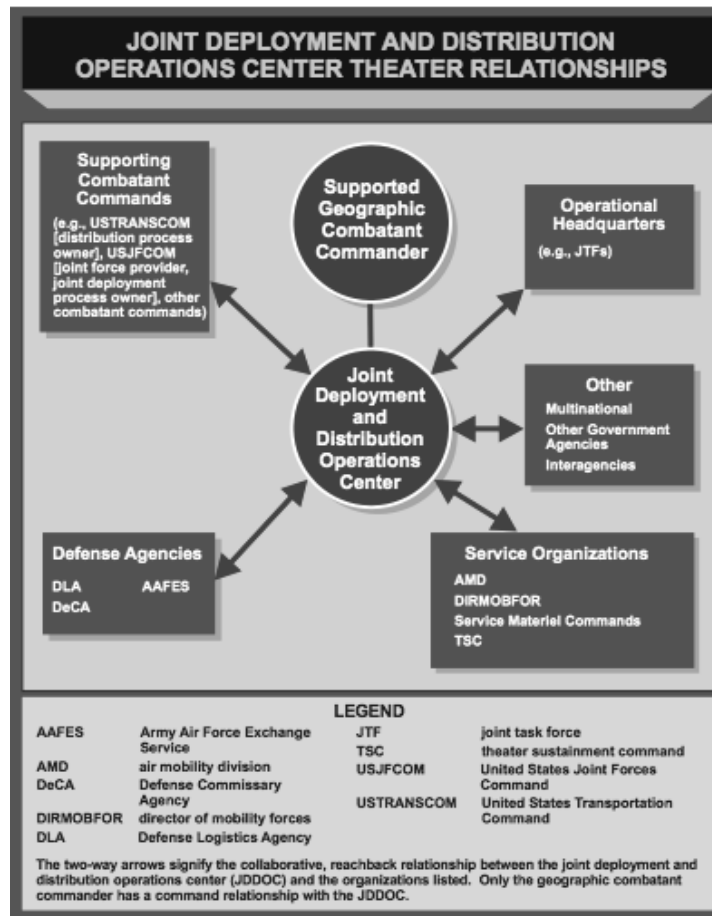 JOINT DEPLOYMENT AND DISTRIBUTION
OPERATIONS CENTER THEATER RELATIONSHIPS
Supporting
Combatant
Commands
(e.g., USTRANSCOM
[distribution process
owner], USJFCOM
[joint force provider,
joint deployment
process owner], other
combatant commands)
Supported
Geographic
Combatant
Commander
Operational
Headquarters
(e.g., JTFs)
Joint
Deployment
and
Distribution
Operations
Center
Other
Multinational
Other Government
Agencies
Interagencies
Defense Agencies
DLA AAFES
DeCA
Service Organizations
AMD
DIRMOBFOR
Service Materiel Commands
TSC
LEGEND
AAFES Army Air Force Exchange
Service
AMD air mobility division
DeCA Defense Commissary
Agency
DIRMOBFOR director of mobility forces
DLA Defense Logistics Agency
JTF joint task force
TSC theater sustainment command
USJFCOM United States Joint Forces
Command
USTRANSCOM United States Transportation
Command
The two-way arrows signify the collaborative, reachback relationship between the joint deployment and
distribution operations center (JDDOC) and the organizations listed. Only the geographic combatant
commander has a command relationship with the JDDOC.